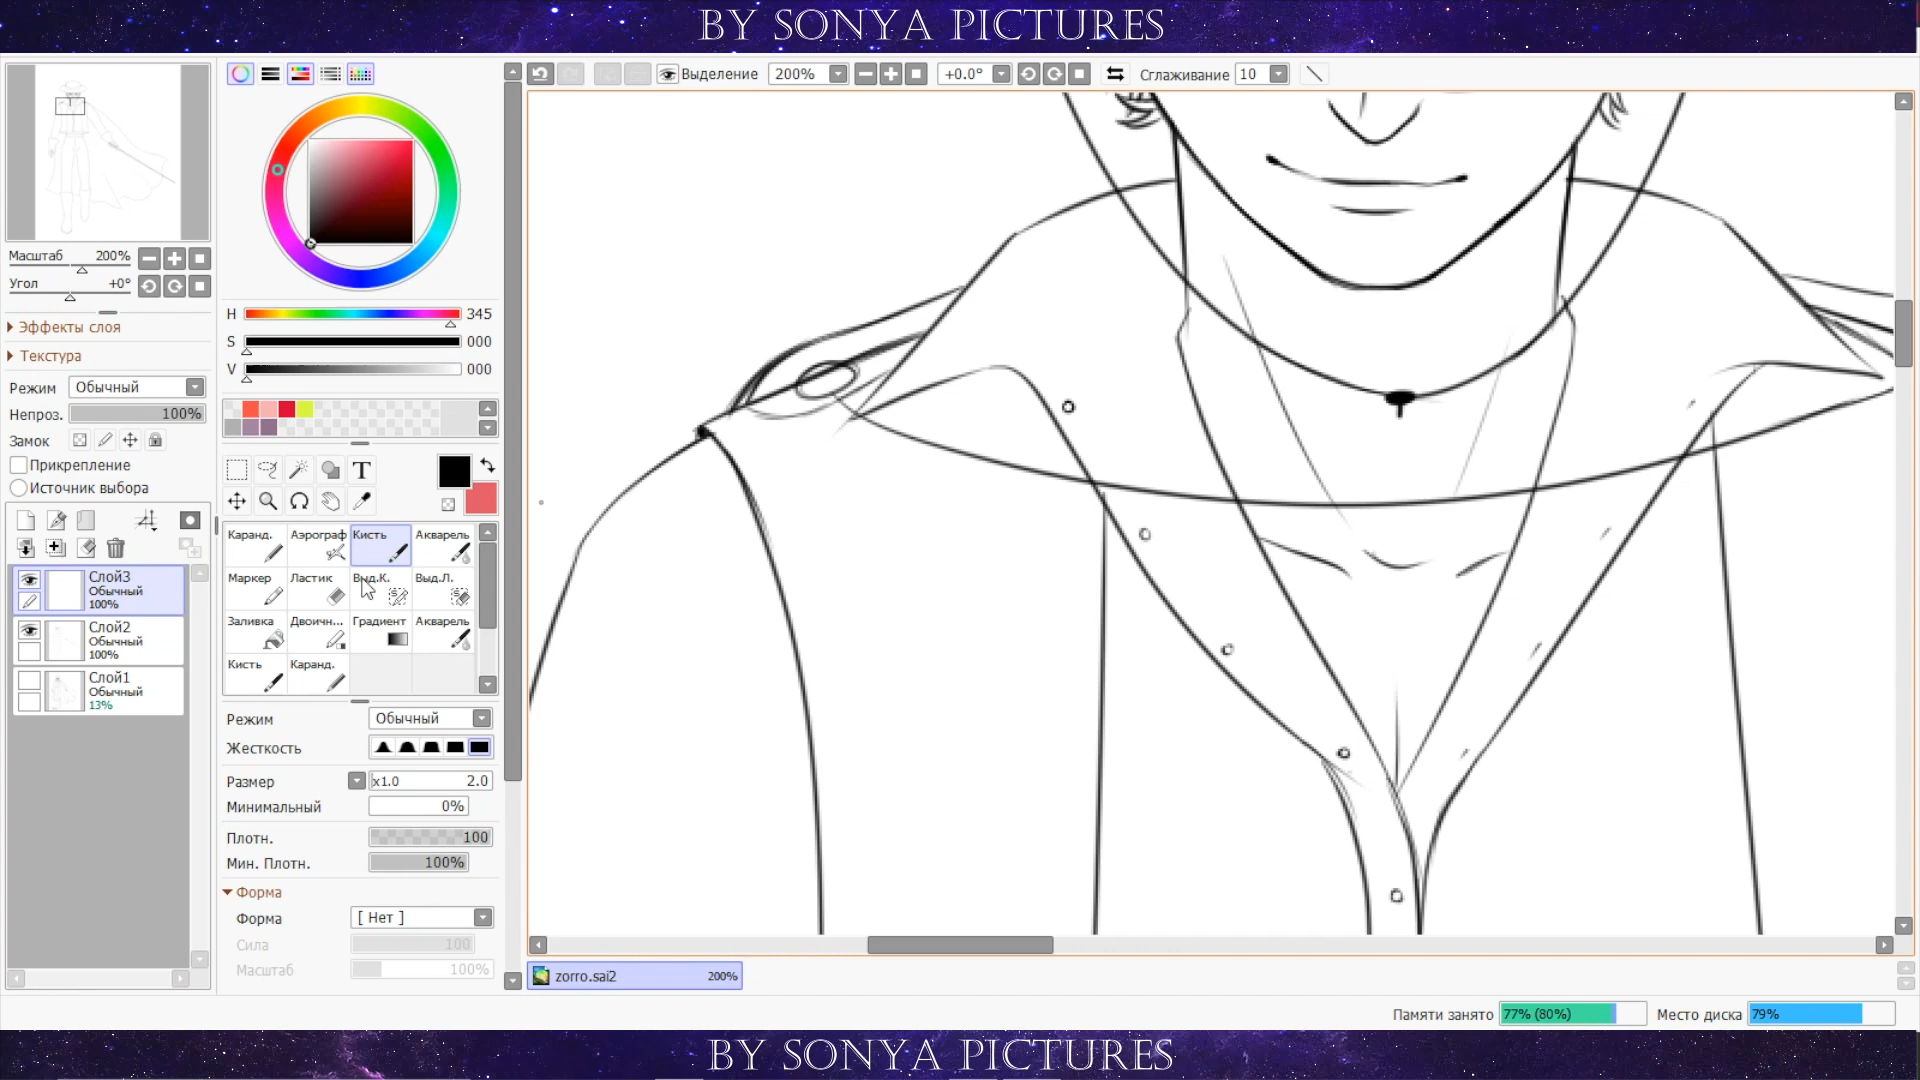 BY SONYA PICTURES
Выделение 200% +0.0° Сглаживание 10
Масштаб 200%
Угол +0°
Эффекты слоя
Текстура
Режим Обычный
Непроз. 100%
Замок
Прикрепление
Источник выбора
Слой3
Обычный
100%
Слой2
Обычный
100%
Слой1
Обычный
13%
H 345
S 000
V 000
T
Каранд. Аэрограф Кисть Акварель
Маркер Ластик Выд.К. Выд.Л.
Заливка Двоичн... Градиент Акварель
Кисть Каранд.
Режим Обычный
Жесткость
Размер x1.0 2.0
Минимальный 0%
Плотн. 100
Мин. Плотн. 100%
Форма
Форма [ Нет ]
Сила 100
Масштаб 100%
zorro.sai2 200%
Памяти занято 77% (80%) Место диска 79%
BY SONYA PICTURES